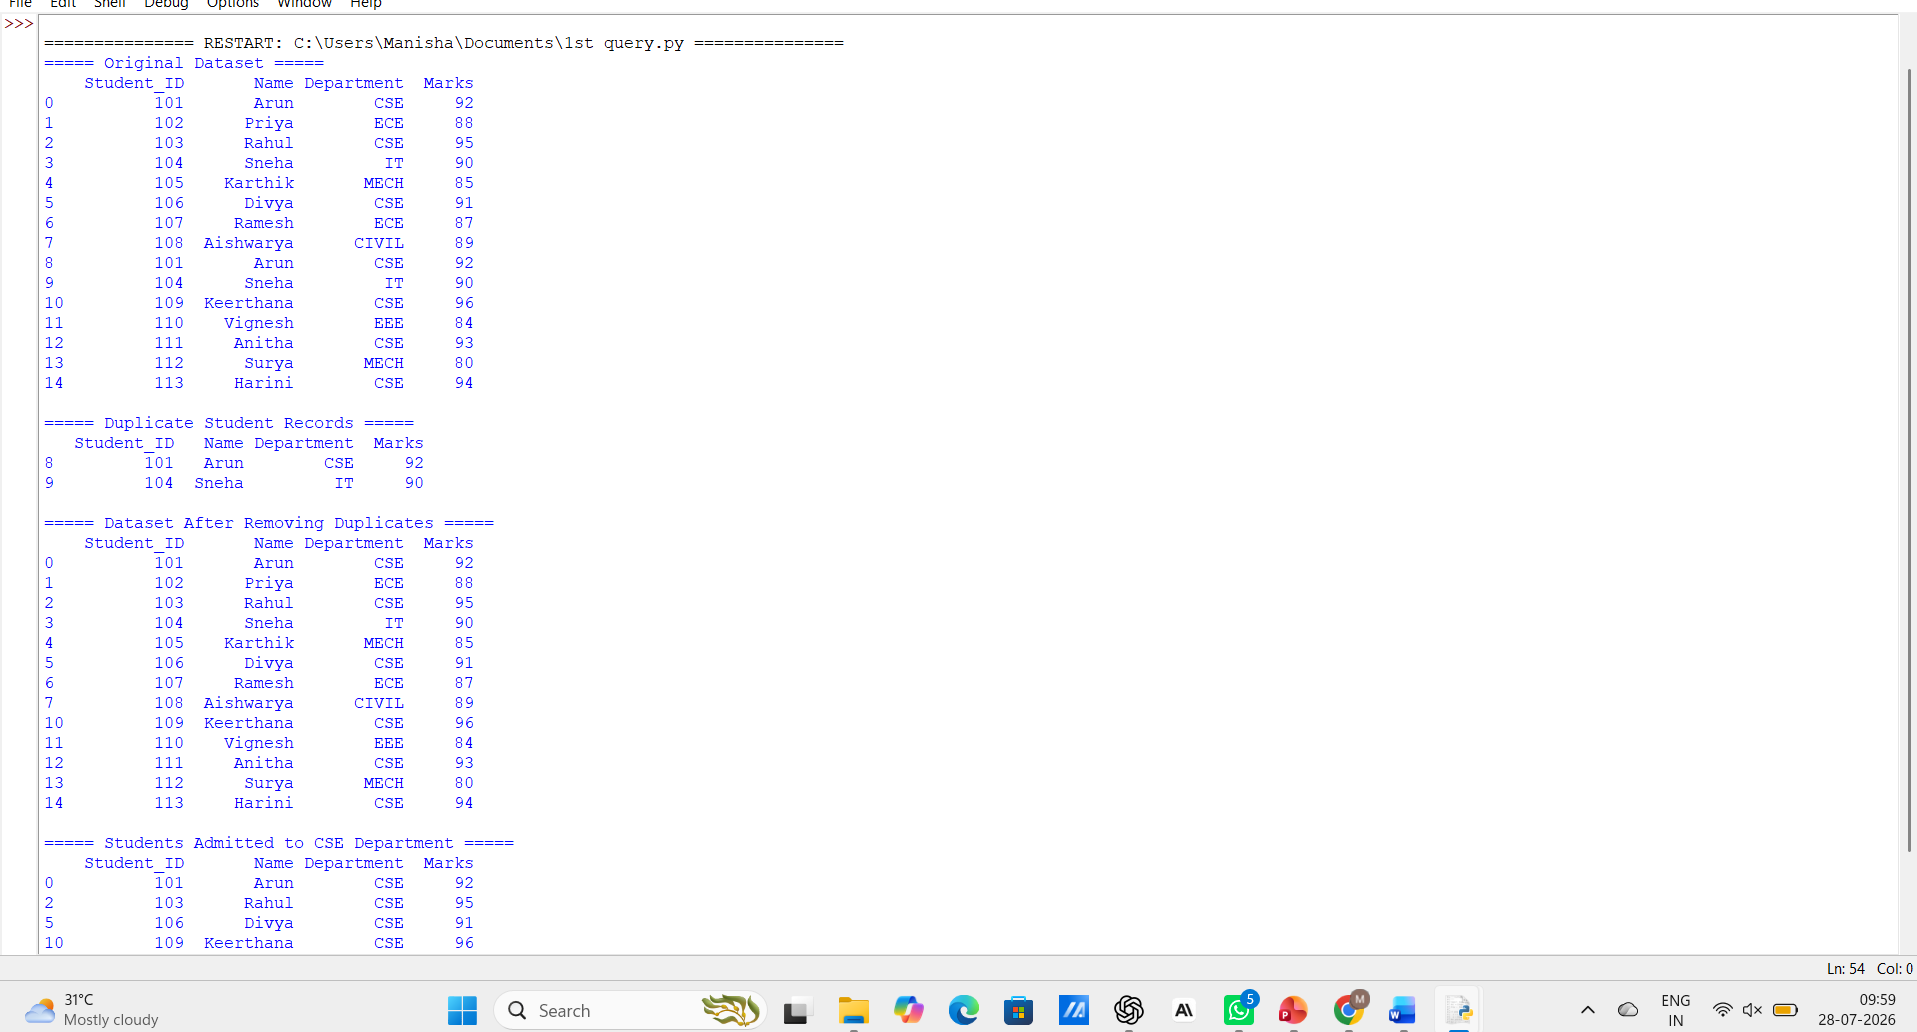 File Edit Shell Debug Options Window Help
>>>
=============== RESTART: C:\Users\Manisha\Documents\1st query.py ===============
===== Original Dataset =====
    Student_ID       Name Department  Marks
0          101       Arun        CSE     92
1          102      Priya        ECE     88
2          103      Rahul        CSE     95
3          104      Sneha         IT     90
4          105    Karthik       MECH     85
5          106      Divya        CSE     91
6          107     Ramesh        ECE     87
7          108  Aishwarya      CIVIL     89
8          101       Arun        CSE     92
9          104      Sneha         IT     90
10         109  Keerthana        CSE     96
11         110    Vignesh        EEE     84
12         111     Anitha        CSE     93
13         112      Surya       MECH     80
14         113     Harini        CSE     94

===== Duplicate Student Records =====
   Student_ID   Name Department  Marks
8         101   Arun        CSE     92
9         104  Sneha         IT     90

===== Dataset After Removing Duplicates =====
    Student_ID       Name Department  Marks
0          101       Arun        CSE     92
1          102      Priya        ECE     88
2          103      Rahul        CSE     95
3          104      Sneha         IT     90
4          105    Karthik       MECH     85
5          106      Divya        CSE     91
6          107     Ramesh        ECE     87
7          108  Aishwarya      CIVIL     89
10         109  Keerthana        CSE     96
11         110    Vignesh        EEE     84
12         111     Anitha        CSE     93
13         112      Surya       MECH     80
14         113     Harini        CSE     94

===== Students Admitted to CSE Department =====
    Student_ID       Name Department  Marks
0          101       Arun        CSE     92
2          103      Rahul        CSE     95
5          106      Divya        CSE     91
10         109  Keerthana        CSE     96
Ln: 54 Col: 0
31°C
Mostly cloudy
Search
5
M
ENG
IN
09:59
28-07-2026